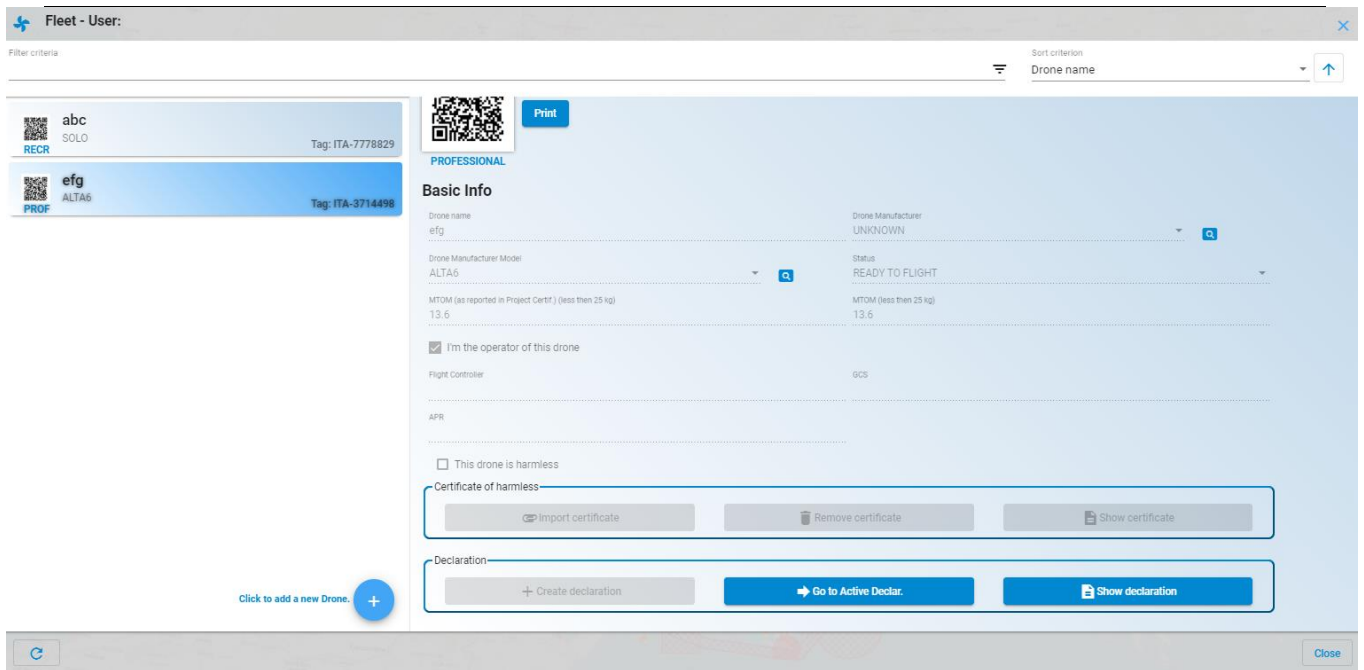 Fleet - User:
Filter criteria
Sort criterion
Drone name
abc
SOLO
RECR
Tag: ITA-7778829
efg
ALTA6
PROF
Tag: ITA-3714498
Click to add a new Drone.
Print
PROFESSIONAL
Basic Info
Drone name
efg
Drone Manufacturer
UNKNOWN
Drone Manufacturer Model
ALTA6
Status
READY TO FLIGHT
MTOM (as reported in Project Certif.) (less then 25 kg)
13.6
MTOM (less then 25 kg)
13.6
I'm the operator of this drone
Flight Controller
GCS
APR
This drone is harmless
Certificate of harmless
Import certificate
Remove certificate
Show certificate
Declaration
Create declaration
Go to Active Declar.
Show declaration
Close